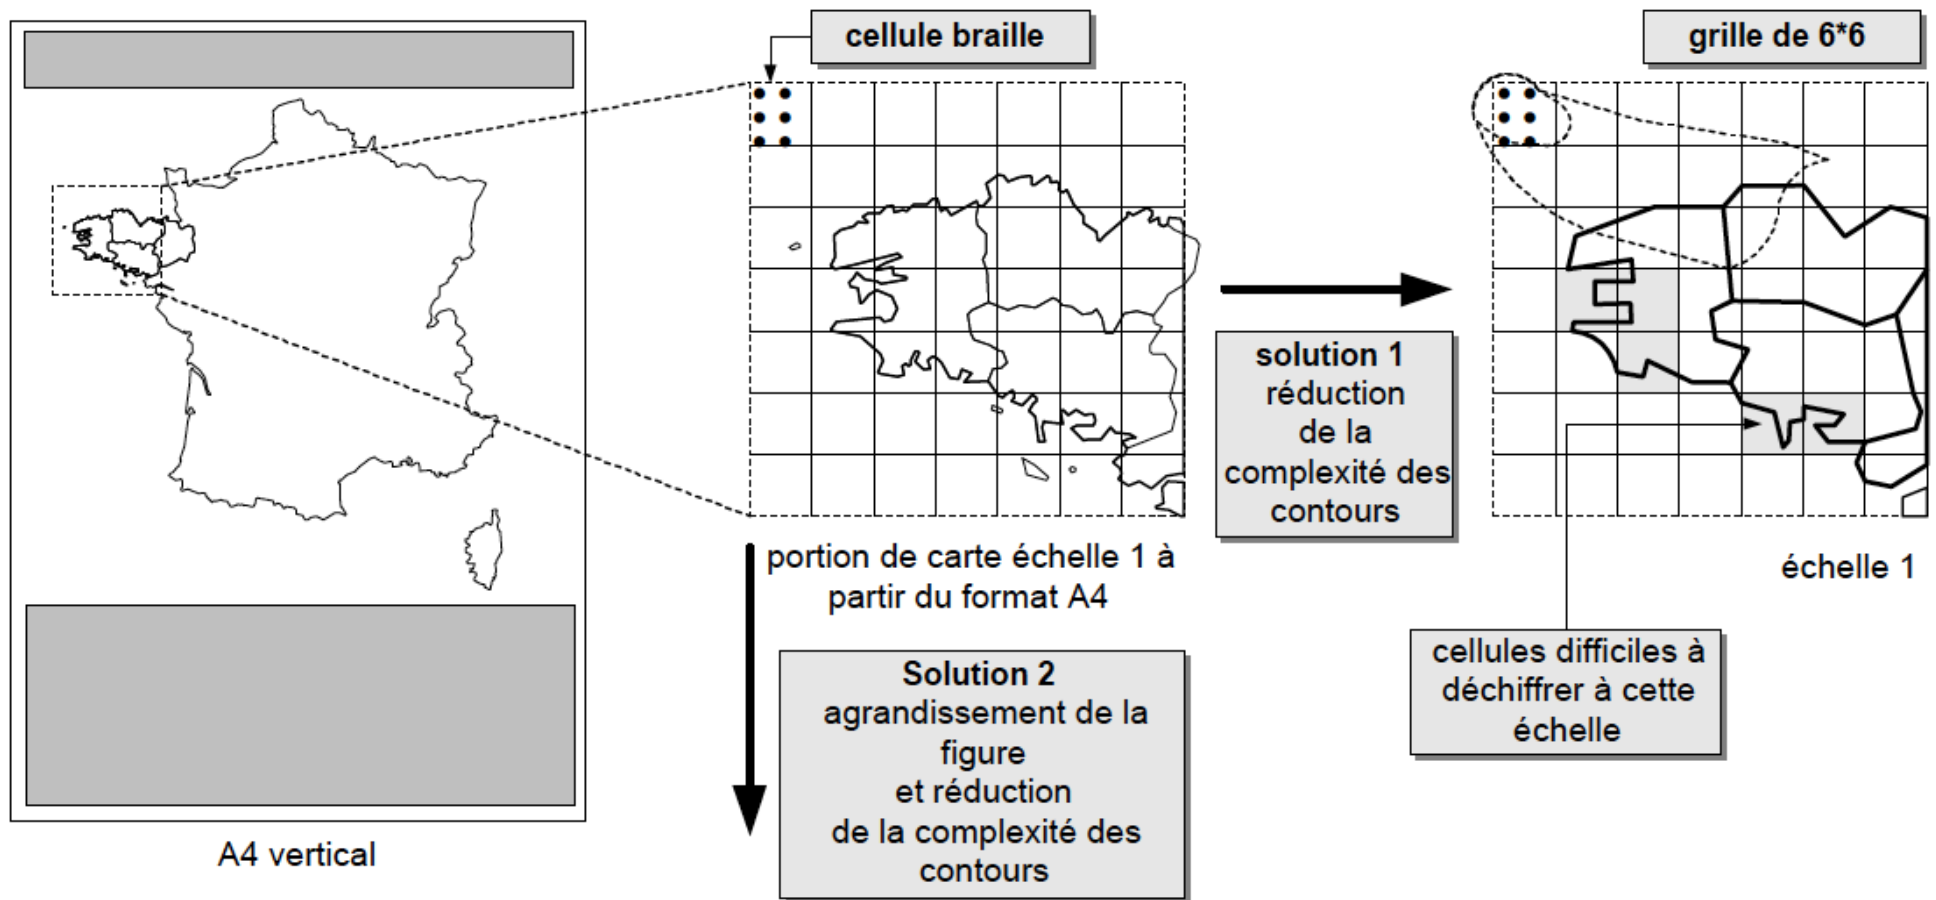 cellule braille
grille de 6*6
solution 1
réduction
de la
complexité des
contours
portion de carte échelle 1 à
partir du format A4
échelle 1
cellules difficiles à
déchiffrer à cette
échelle
Solution 2
agrandissement de la
figure
et réduction
de la complexité des
contours
A4 vertical